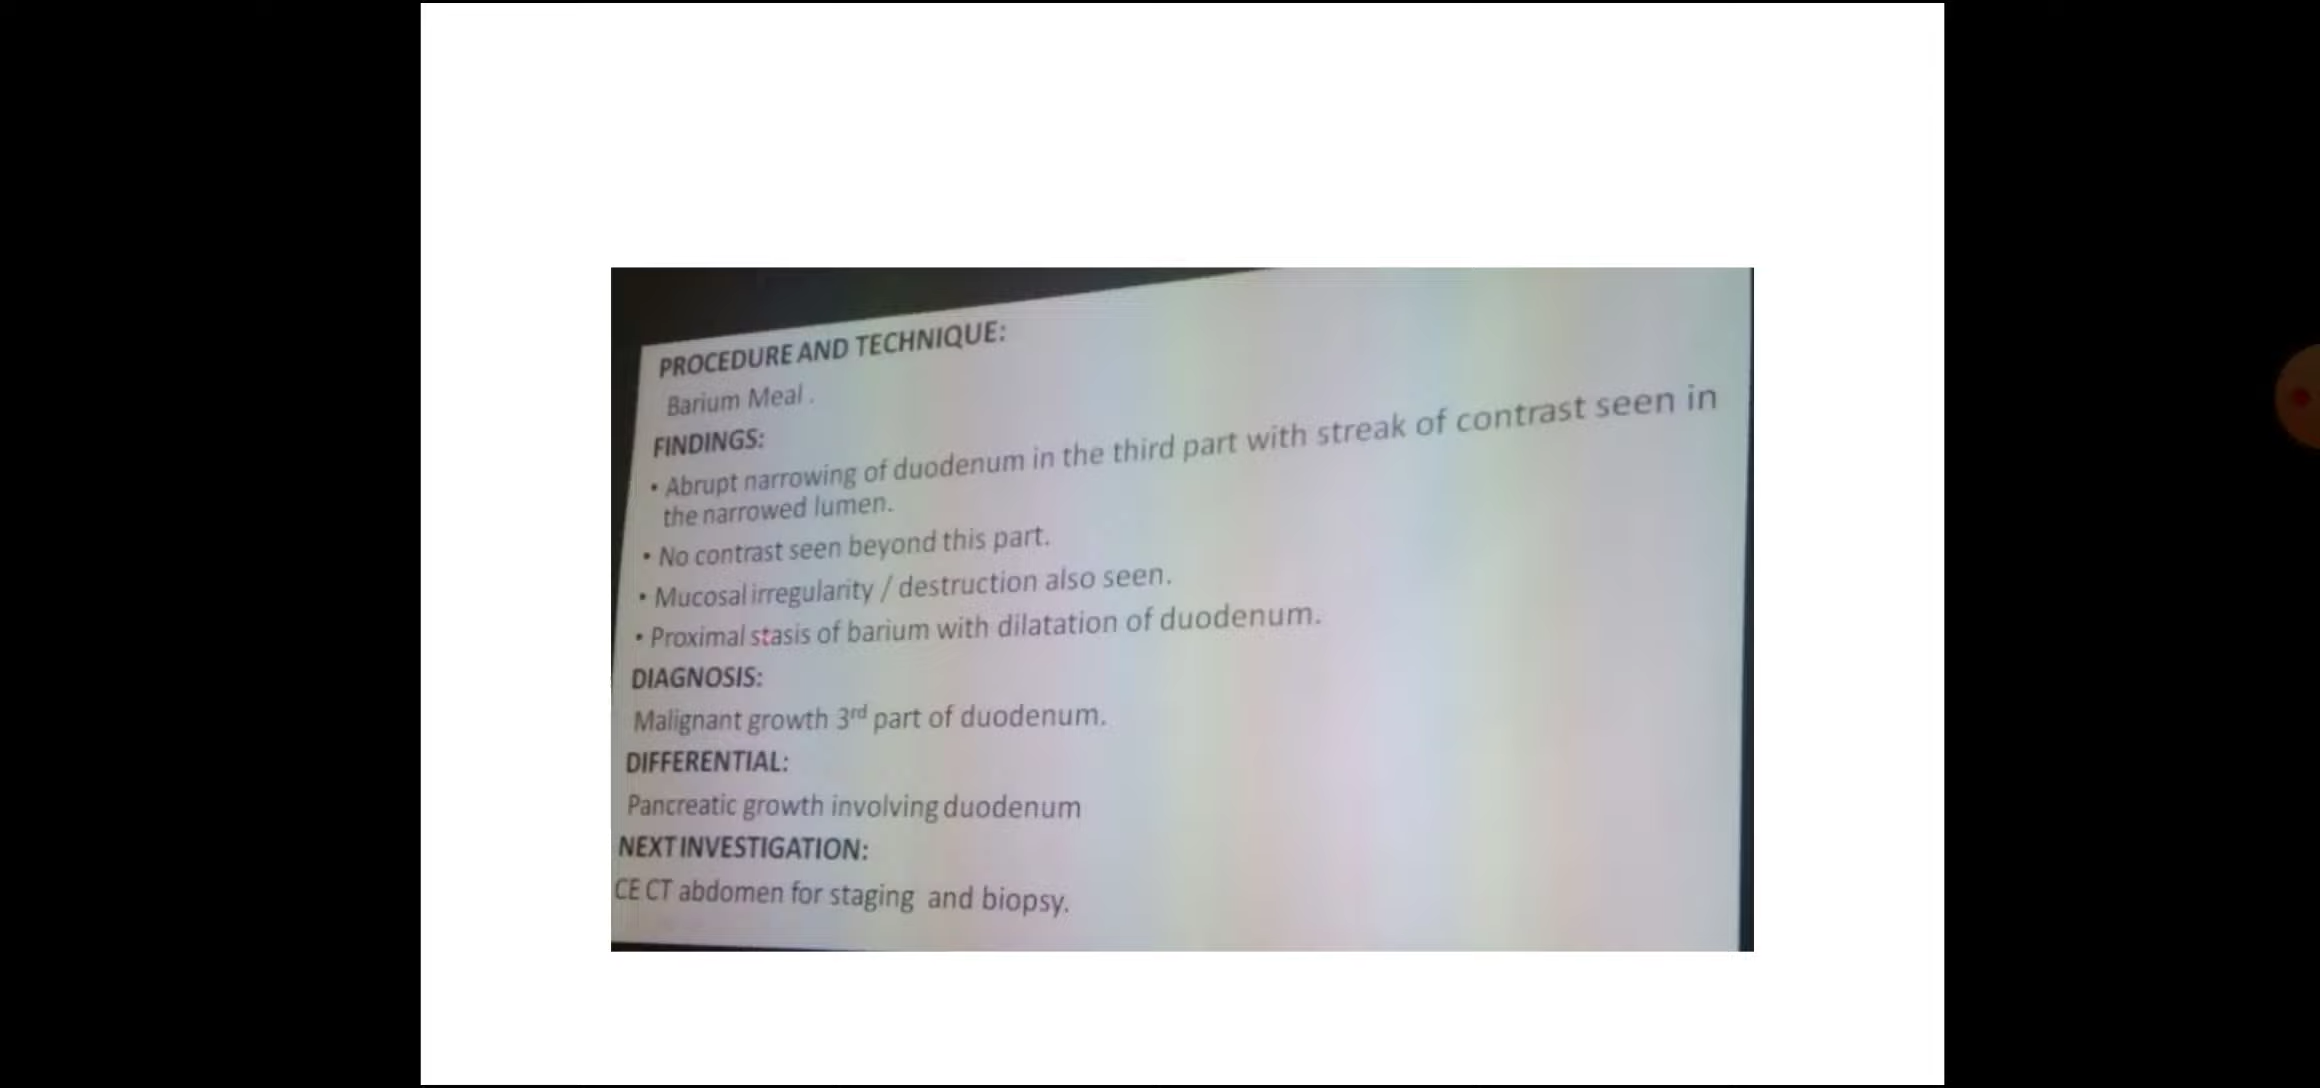 PROCEDURE AND TECHNIQUE:
Barium Meal .
FINDINGS:
• Abrupt narrowing of duodenum in the third part with streak of contrast seen in
the narrowed lumen.
• No contrast seen beyond this part.
• Mucosal irregularity / destruction also seen.
• Proximal stasis of barium with dilatation of duodenum.
DIAGNOSIS:
Malignant growth 3rd part of duodenum.
DIFFERENTIAL:
Pancreatic growth involving duodenum
NEXT INVESTIGATION:
CE CT abdomen for staging and biopsy.